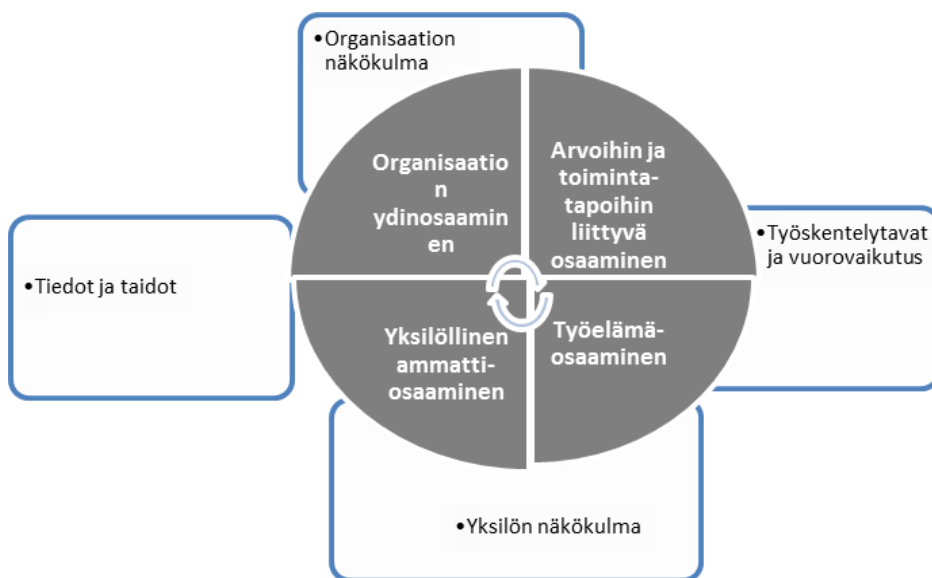 •Organisaation
näkökulma
Organisaatio
n
ydinosaamin
en
Arvoihin ja
toiminta-
tapoihin
liittyvä
osaaminen
•Työskentelytavat
ja vuorovaikutus
•Tiedot ja taidot
Yksilöllinen
ammatti-
osaaminen
Työelämä-
osaaminen
•Yksilön näkökulma